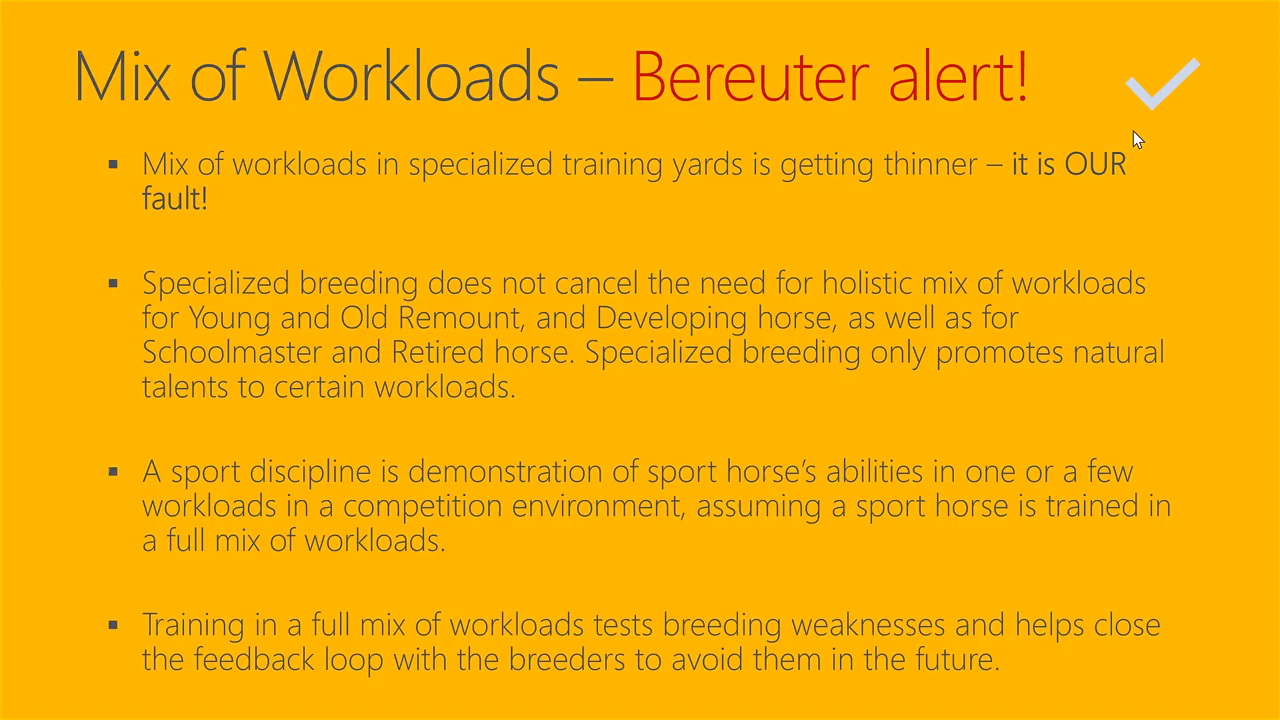 Mix of Workloads – Bereuter alert!
▪ Mix of workloads in specialized training yards is getting thinner – it is OUR
fault!
▪ Specialized breeding does not cancel the need for holistic mix of workloads
for Young and Old Remount, and Developing horse, as well as for
Schoolmaster and Retired horse. Specialized breeding only promotes natural
talents to certain workloads.
▪ A sport discipline is demonstration of sport horse’s abilities in one or a few
workloads in a competition environment, assuming a sport horse is trained in
a full mix of workloads.
▪ Training in a full mix of workloads tests breeding weaknesses and helps close
the feedback loop with the breeders to avoid them in the future.